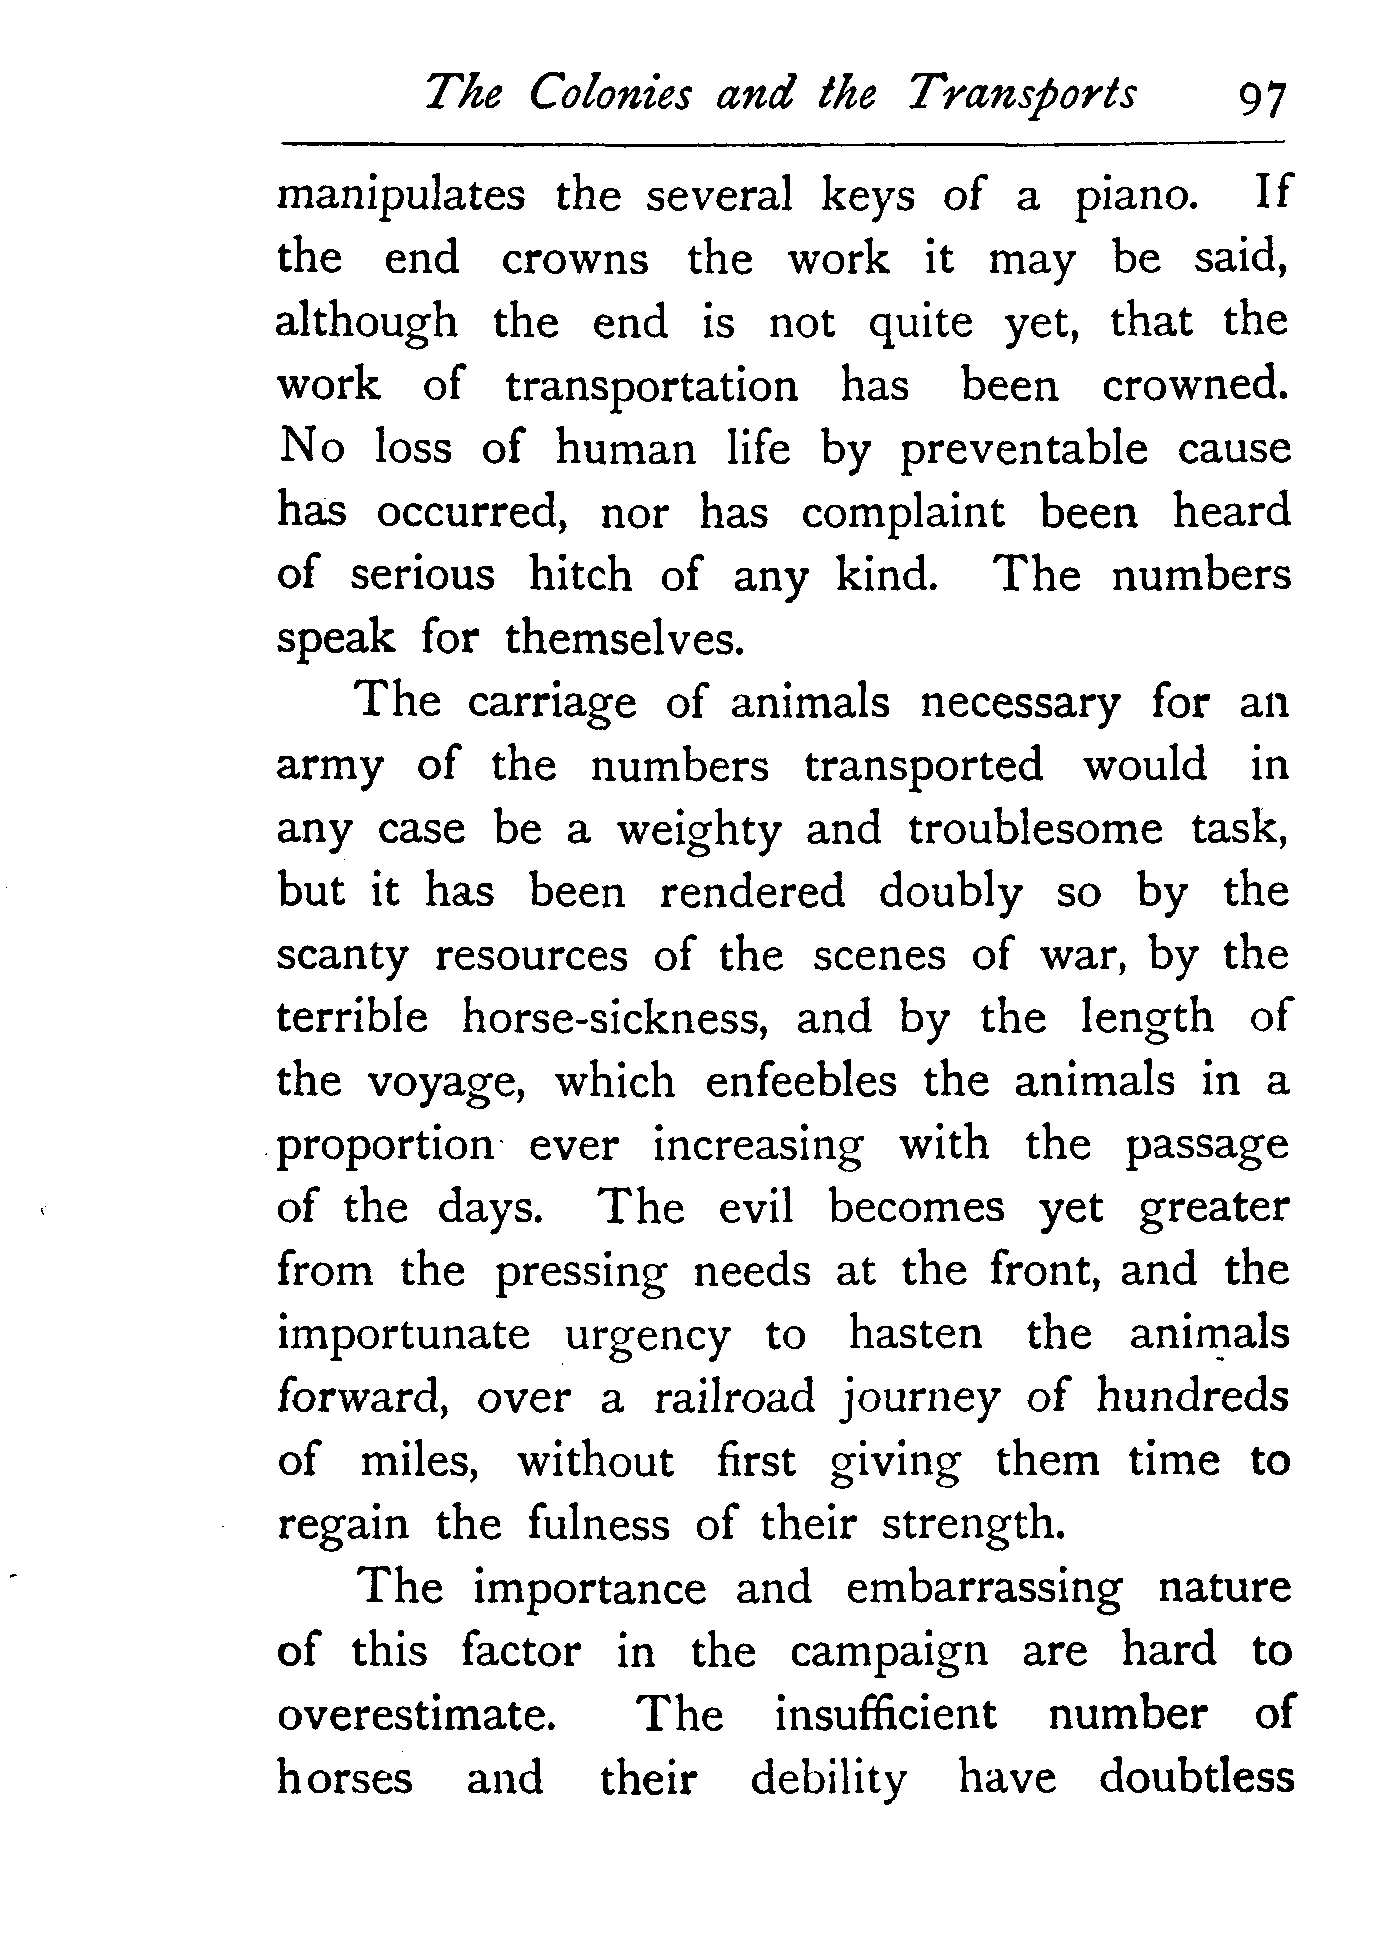 The Colonies and the Transports 97
manipulates the several keys of a piano. If
the end crowns the work it may be said,
although the end is not quite yet, that the
work of transportation has been crowned.
No loss of human life by preventable cause
has occurred, nor has complaint been heard
of serious hitch of any kind. The numbers
speak for themselves.
The carriage of animals necessary for an
army of the numbers transported would in
any case be a weighty and troublesome task,
but it has been rendered doubly so by the
scanty resources of the scenes of war, by the
terrible horse-sickness, and by the length of
the voyage, which enfeebles the animals in a
proportion ever increasing with the passage
of the days. The evil becomes yet greater
from the pressing needs at the front, and the
importunate urgency to hasten the animals
forward, over a railroad journey of hundreds
of miles, without first giving them time to
regain the fulness of their strength.
The importance and embarrassing nature
of this factor in the campaign are hard to
overestimate. The insufficient number of
horses and their debility have doubtless